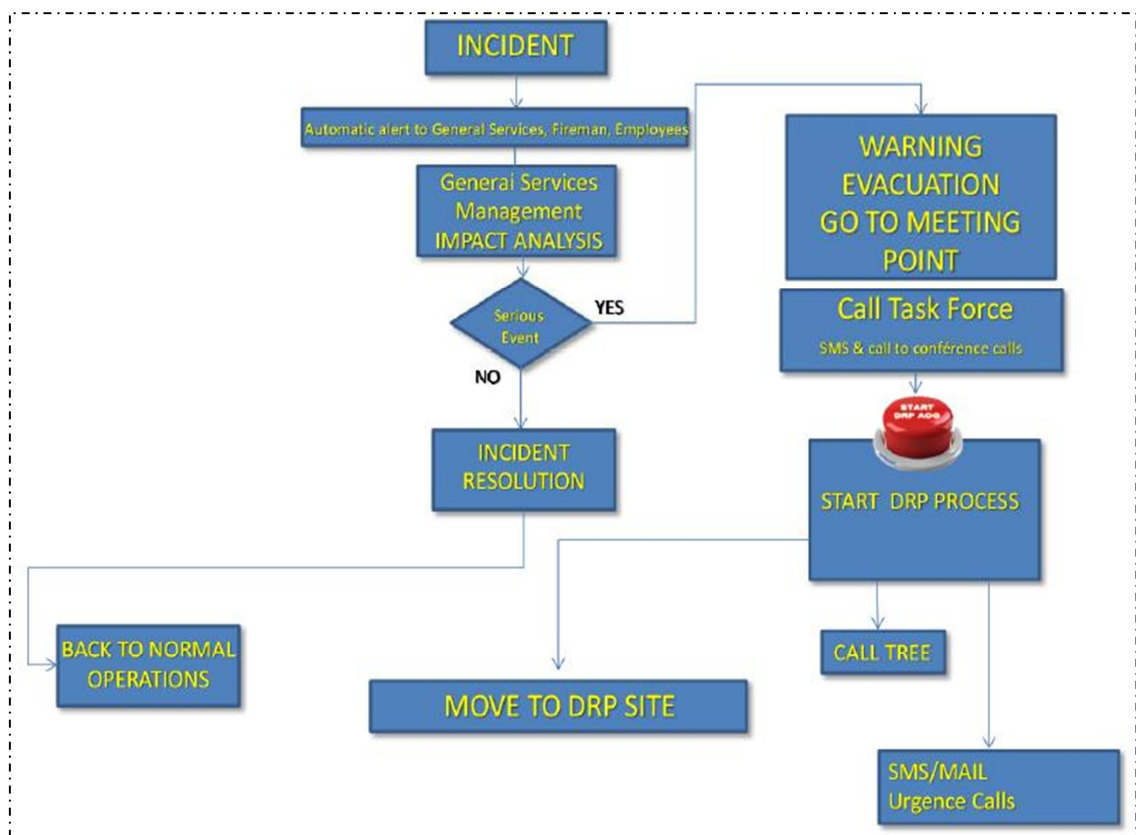 INCIDENT
Automatic alert to General Services, Fireman, Employees
General Services
Management
IMPACT ANALYSIS
Serious
Event
YES
NO
WARNING
EVACUATION
GO TO MEETING
POINT
Call Task Force
SMS & call to conférence calls
START
DRP AOG
START DRP PROCESS
INCIDENT
RESOLUTION
BACK TO NORMAL
OPERATIONS
MOVE TO DRP SITE
CALL TREE
SMS/MAIL
Urgence Calls